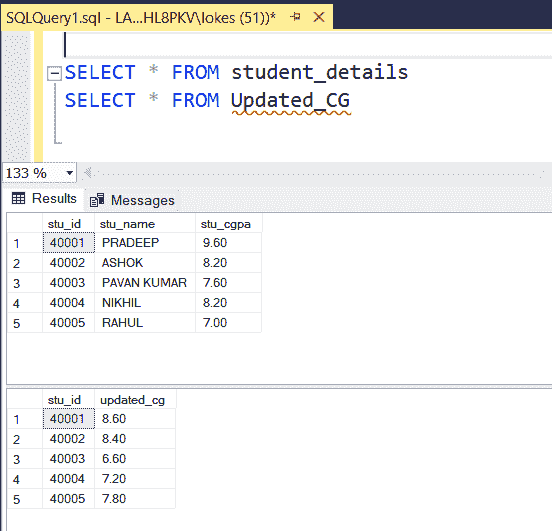 SQLQuery1.sql - LA...HL8PKV\lokes (51))*
SELECT * FROM student_details
SELECT * FROM Updated_CG
133 %
Results Messages
stu_id stu_name stu_cgpa
1 40001 PRADEEP 9.60
2 40002 ASHOK 8.20
3 40003 PAVAN KUMAR 7.60
4 40004 NIKHIL 8.20
5 40005 RAHUL 7.00
stu_id updated_cg
1 40001 8.60
2 40002 8.40
3 40003 6.60
4 40004 7.20
5 40005 7.80